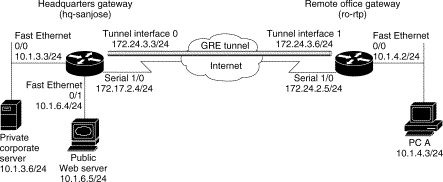 Headquarters gateway
(hq-sanjose)
Remote office gateway
(ro-rtp)
Fast Ethernet
0/0
10.1.3.3/24
Tunnel interface 0
172.24.3.3/24
GRE tunnel
Tunnel interface 1
172.24.3.6/24
Fast Ethernet
0/0
10.1.4.2/24
Internet
Serial 1/0
172.17.2.4/24
Serial 1/0
172.24.2.5/24
Fast Ethernet
0/1
10.1.6.4/24
Private
corporate
server
10.1.3.6/24
Public
Web server
10.1.6.5/24
PC A
10.1.4.3/24